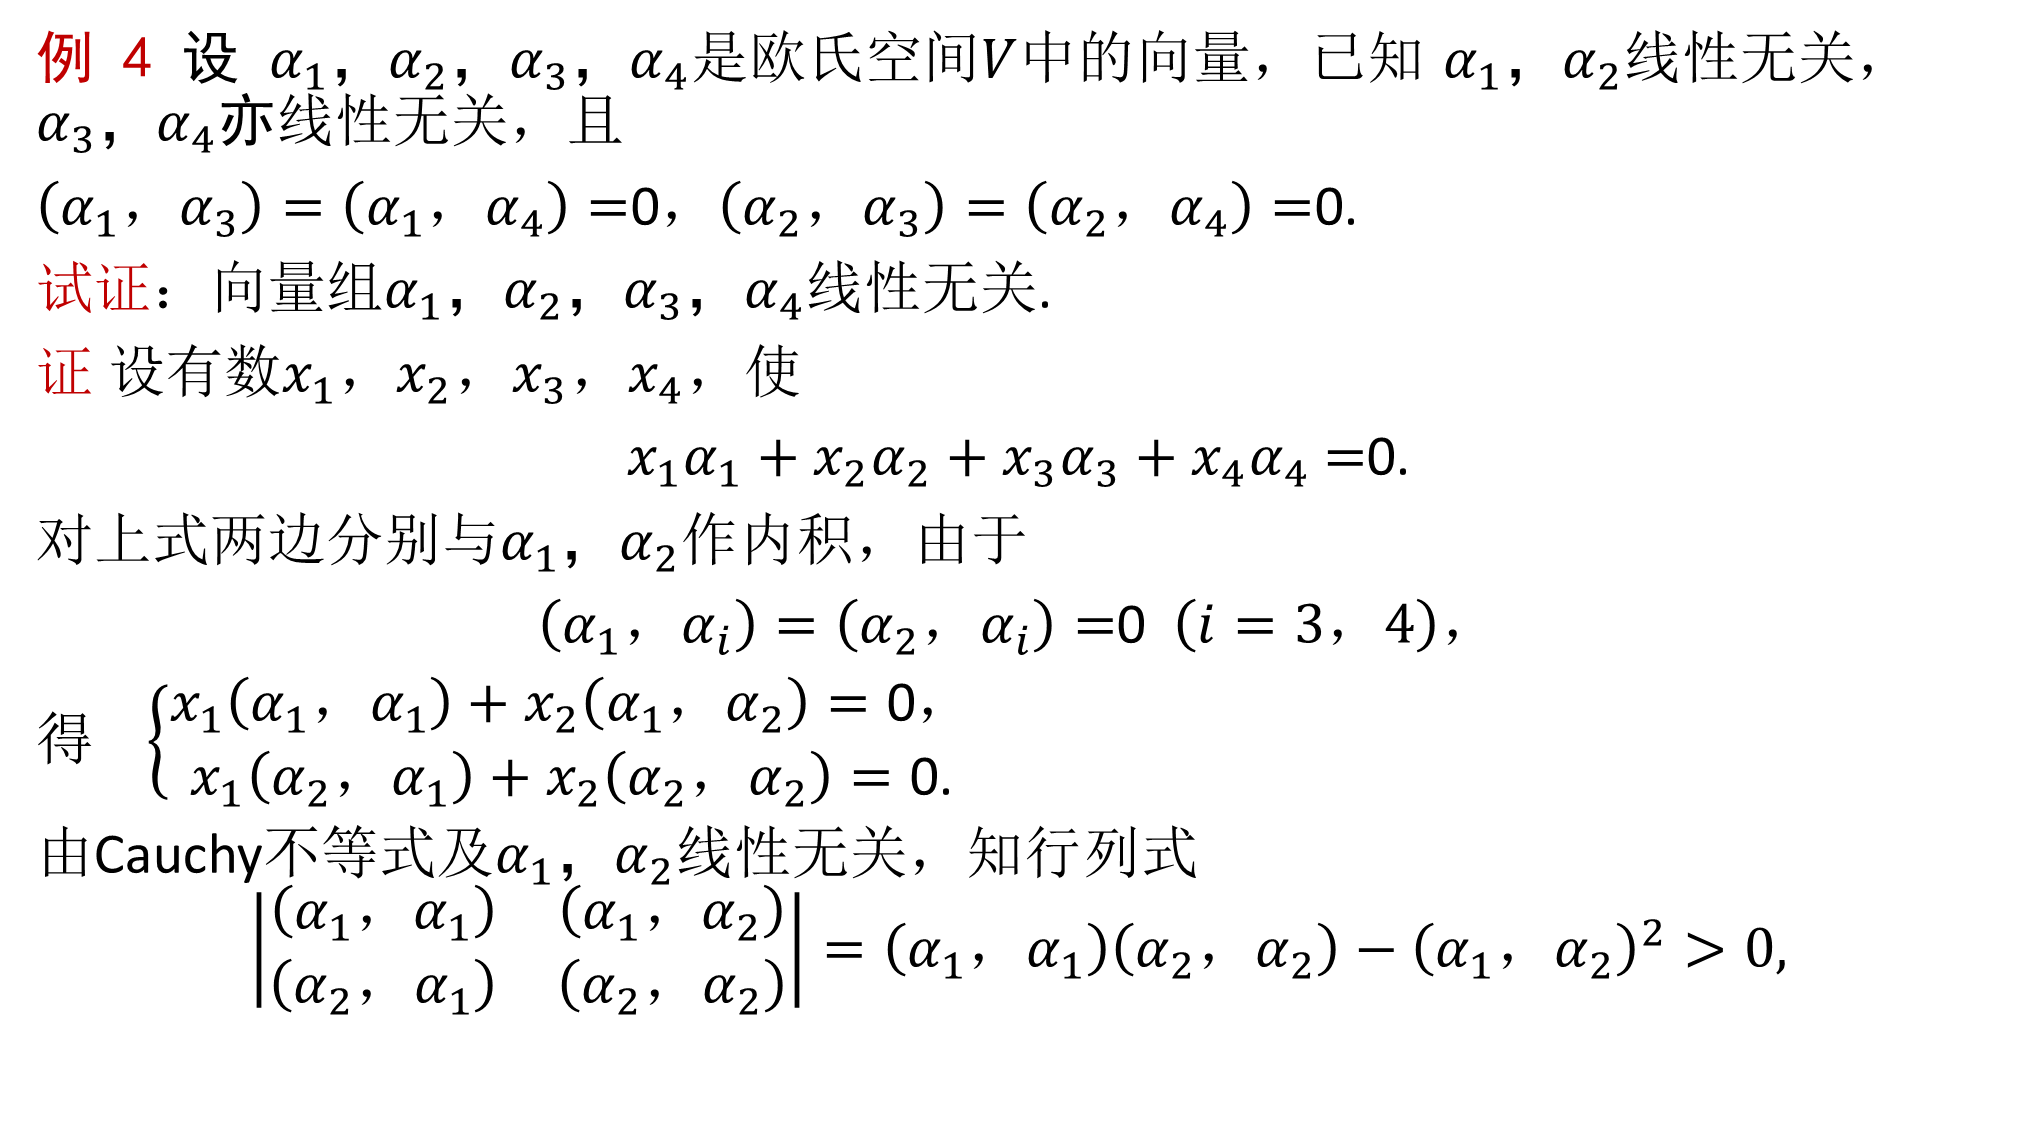 例 4 设 α₁，α₂，α₃，α₄是欧氏空间V中的向量，已知 α₁，α₂线性无关，
α₃，α₄亦线性无关，且
(α₁，α₃) = (α₁，α₄) =0，(α₂，α₃) = (α₂，α₄) =0.
试证：向量组α₁，α₂，α₃，α₄线性无关.
证 设有数x₁，x₂，x₃，x₄，使
x₁α₁ + x₂α₂ + x₃α₃ + x₄α₄ =0.
对上式两边分别与α₁，α₂作内积，由于
(α₁，αᵢ) = (α₂，αᵢ) =0 (i = 3，4)，
得 { x₁(α₁，α₁) + x₂(α₁，α₂) = 0，
x₁(α₂，α₁) + x₂(α₂，α₂) = 0.
由Cauchy不等式及α₁，α₂线性无关，知行列式
|(α₁，α₁) (α₁，α₂)|
|(α₂，α₁) (α₂，α₂)| = (α₁，α₁)(α₂，α₂) − (α₁，α₂)² > 0,